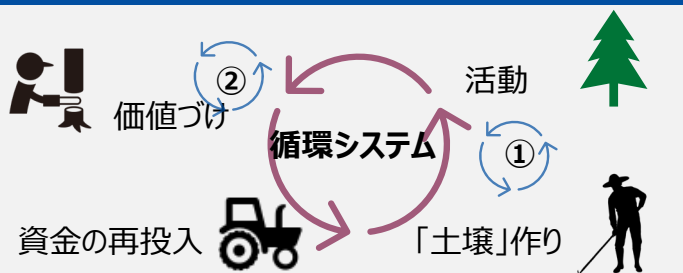 ②
活動
価値づけ
循環システム
①
資金の再投入
「土壌」作り